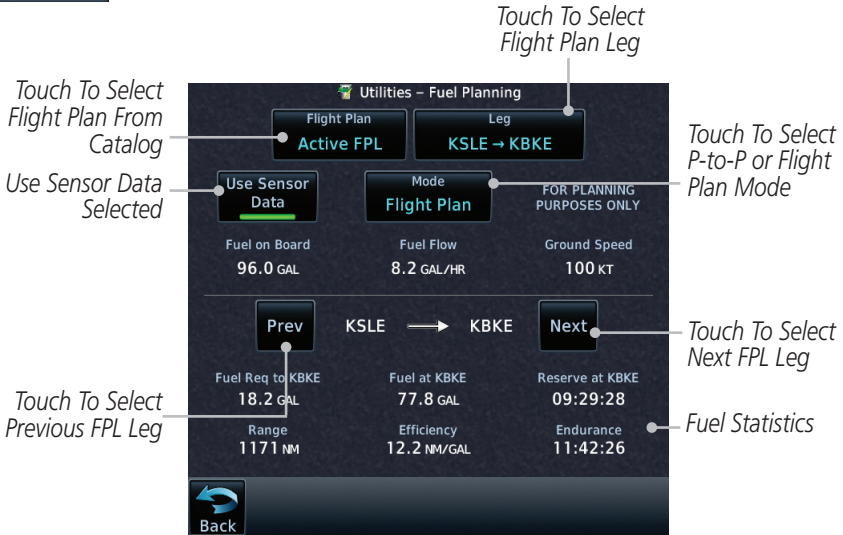 Touch To Select
Flight Plan Leg
Touch To Select
Flight Plan From
Catalog
Use Sensor Data
Selected
Utilities – Fuel Planning
Flight Plan
Active FPL
Leg
KSLE → KBKE
Touch To Select
P-to-P or Flight
Plan Mode
Use Sensor
Data
Mode
Flight Plan
FOR PLANNING
PURPOSES ONLY
Fuel on Board
96.0 GAL
Fuel Flow
8.2 GAL/HR
Ground Speed
100 KT
Prev
KSLE → KBKE
Next
Touch To Select
Next FPL Leg
Touch To Select
Previous FPL Leg
Fuel Req to KBKE
18.2 GAL
Fuel at KBKE
77.8 GAL
Reserve at KBKE
09:29:28
Range
1171 NM
Efficiency
12.2 NM/GAL
Endurance
11:42:26
Fuel Statistics
Back